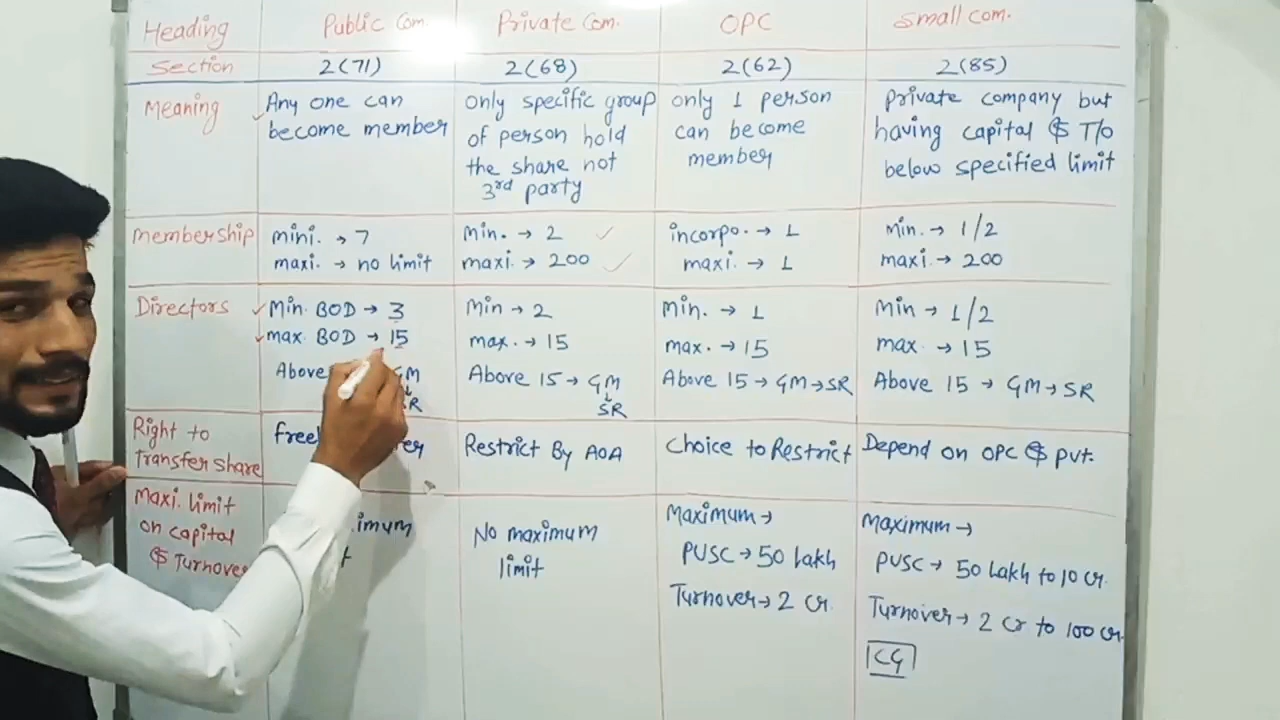 Heading Public Com. Private Com. OPC Small com.
Section 2(71) 2(68) 2(62) 2(85)
Meaning
Any one can
become member
only specific group
of person hold
the share not
3rd party
only 1 person
can become
member
Private company but
having capital & T/o
below specified limit
Membership
mini. → 7
maxi. → no limit
Min. → 2
maxi. → 200
incorpo. → 1
maxi. → 1
Min. → 1/2
maxi. → 200
Directors
Min. BOD → 3
max. BOD → 15
Above GM
SR
Min → 2
max. → 15
Above 15 → GM
↓
SR
Min. → 1
max. → 15
Above 15 → GM → SR
Min → 1/2
max. → 15
Above 15 → GM → SR
Right to
transfer share
Restrict By AOA
Choice to Restrict
Depend on OPC & pvt.
Maxi. limit
on capital
& Turnover
No maximum
limit
Maximum →
PUSC → 50 lakh
Turnover → 2 Cr.
Maximum →
PUSC → 50 Lakh to 10 Cr.
Turnover → 2 Cr to 100 Cr.
CG